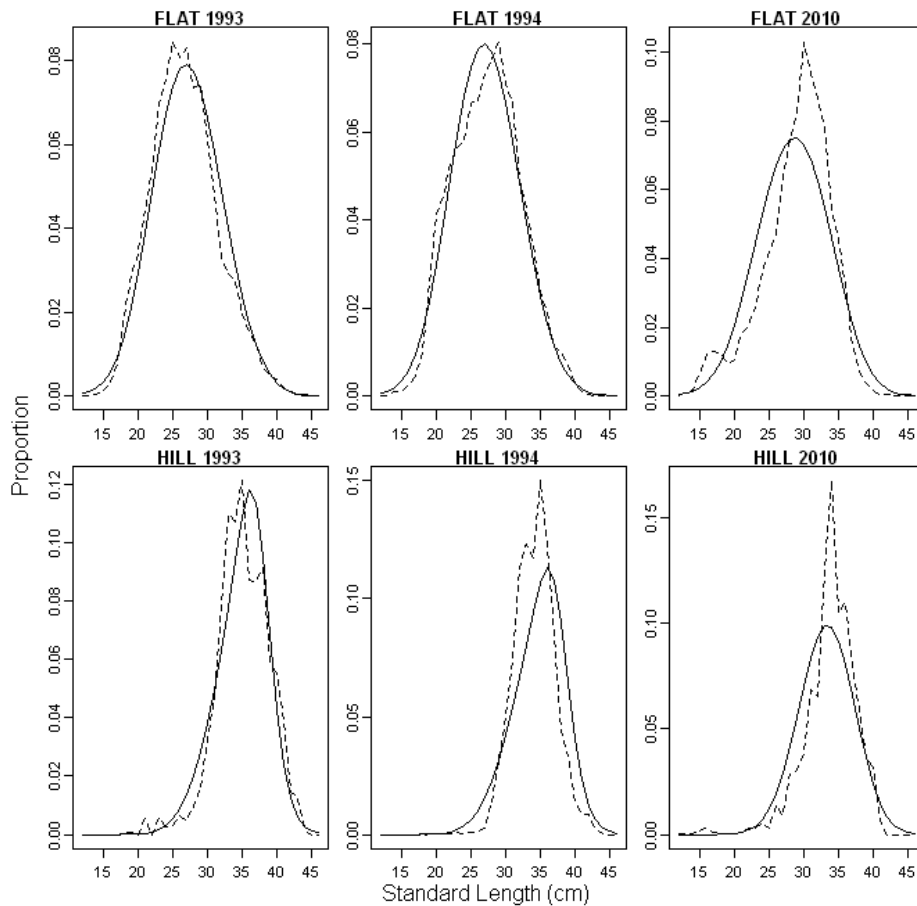 FLAT 1993
FLAT 1994
FLAT 2010
0.00 0.02 0.04 0.06 0.08
0.00 0.02 0.04 0.06 0.08
0.00 0.02 0.04 0.06 0.08 0.10
15 20 25 30 35 40 45
15 20 25 30 35 40 45
15 20 25 30 35 40 45
Proportion
HILL 1993
HILL 1994
HILL 2010
0.00 0.02 0.04 0.06 0.08 0.10 0.12
0.00 0.05 0.10 0.15
0.00 0.05 0.10 0.15
15 20 25 30 35 40 45
15 20 25 30 35 40 45
15 20 25 30 35 40 45
Standard Length (cm)